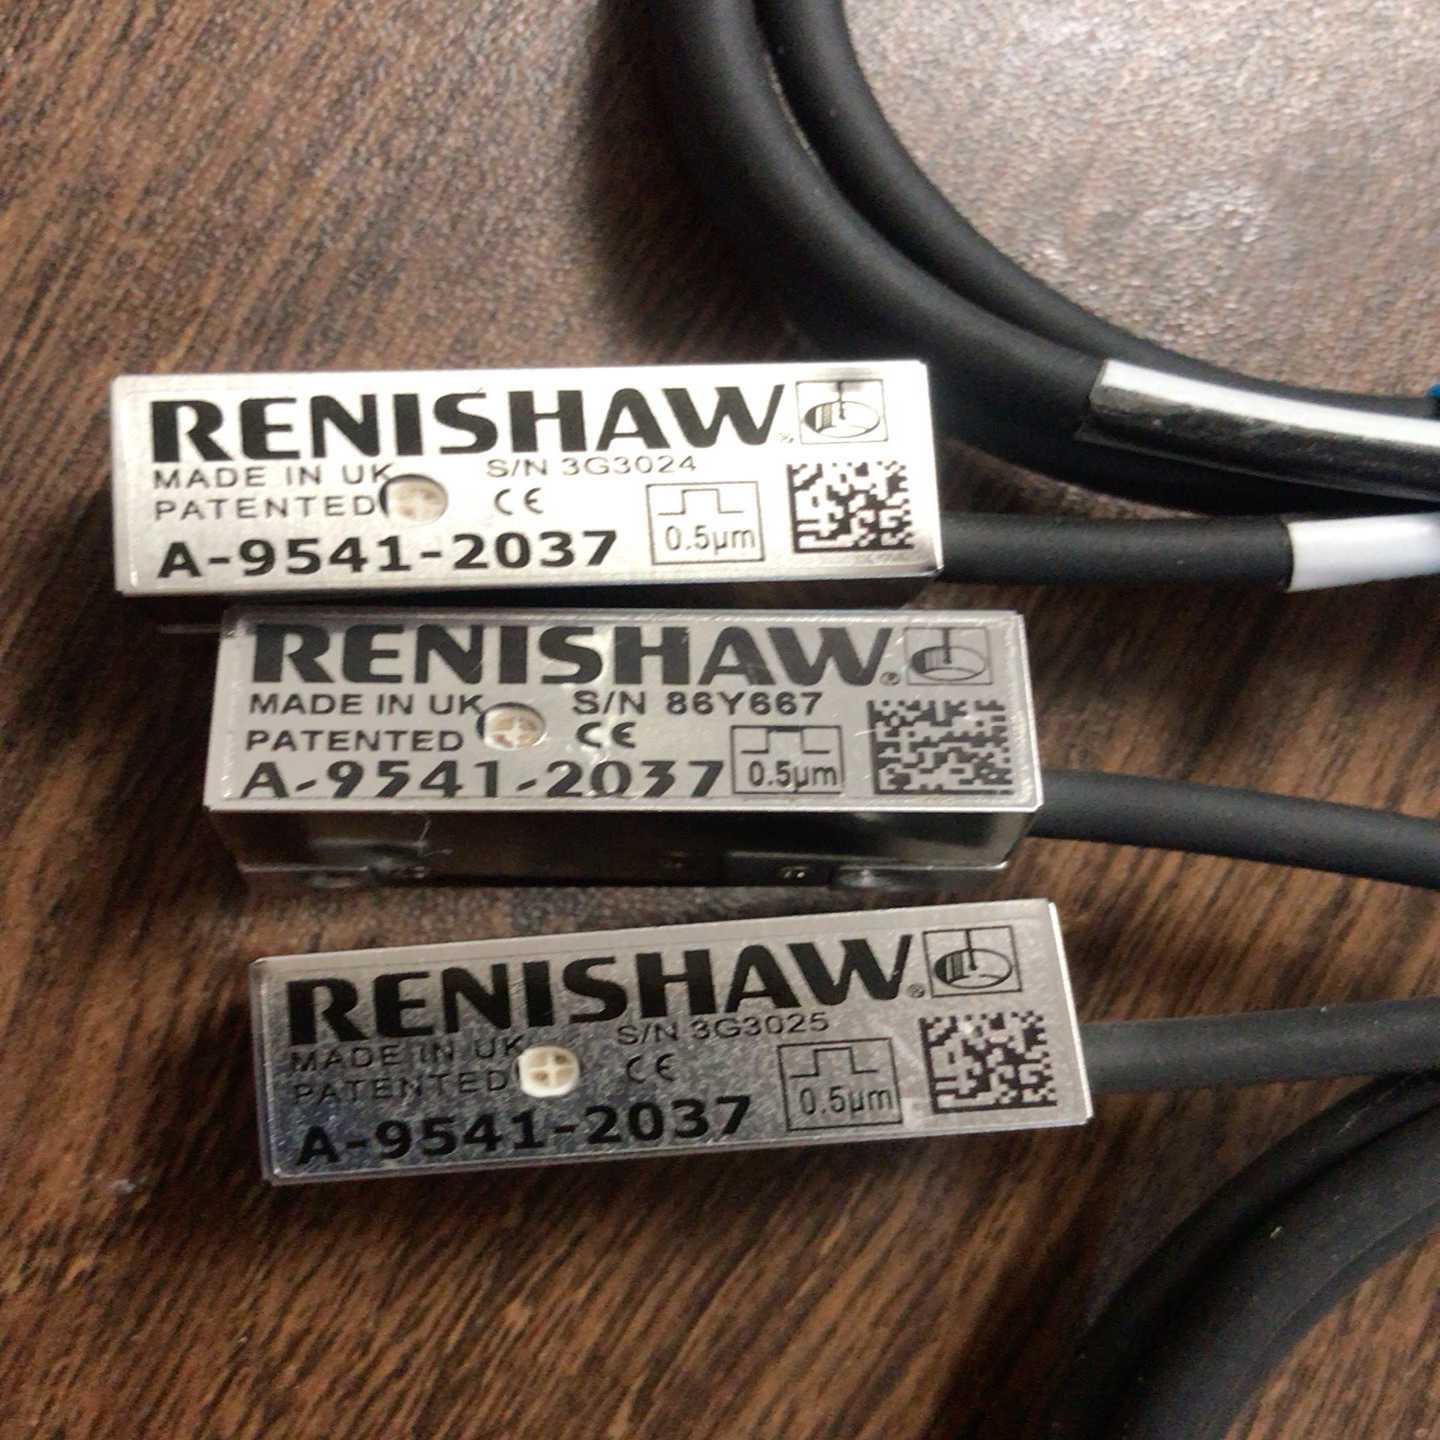 RENISHAW®
MADE IN UK S/N 3G3024
PATENTED CE
A-9541-2037 0.5µm
RENISHAW®
MADE IN UK S/N 86Y667
PATENTED CE
A-9541-2037 0.5µm
RENISHAW®
MADE IN UK S/N 3G3025
PATENTED CE
A-9541-2037 0.5µm